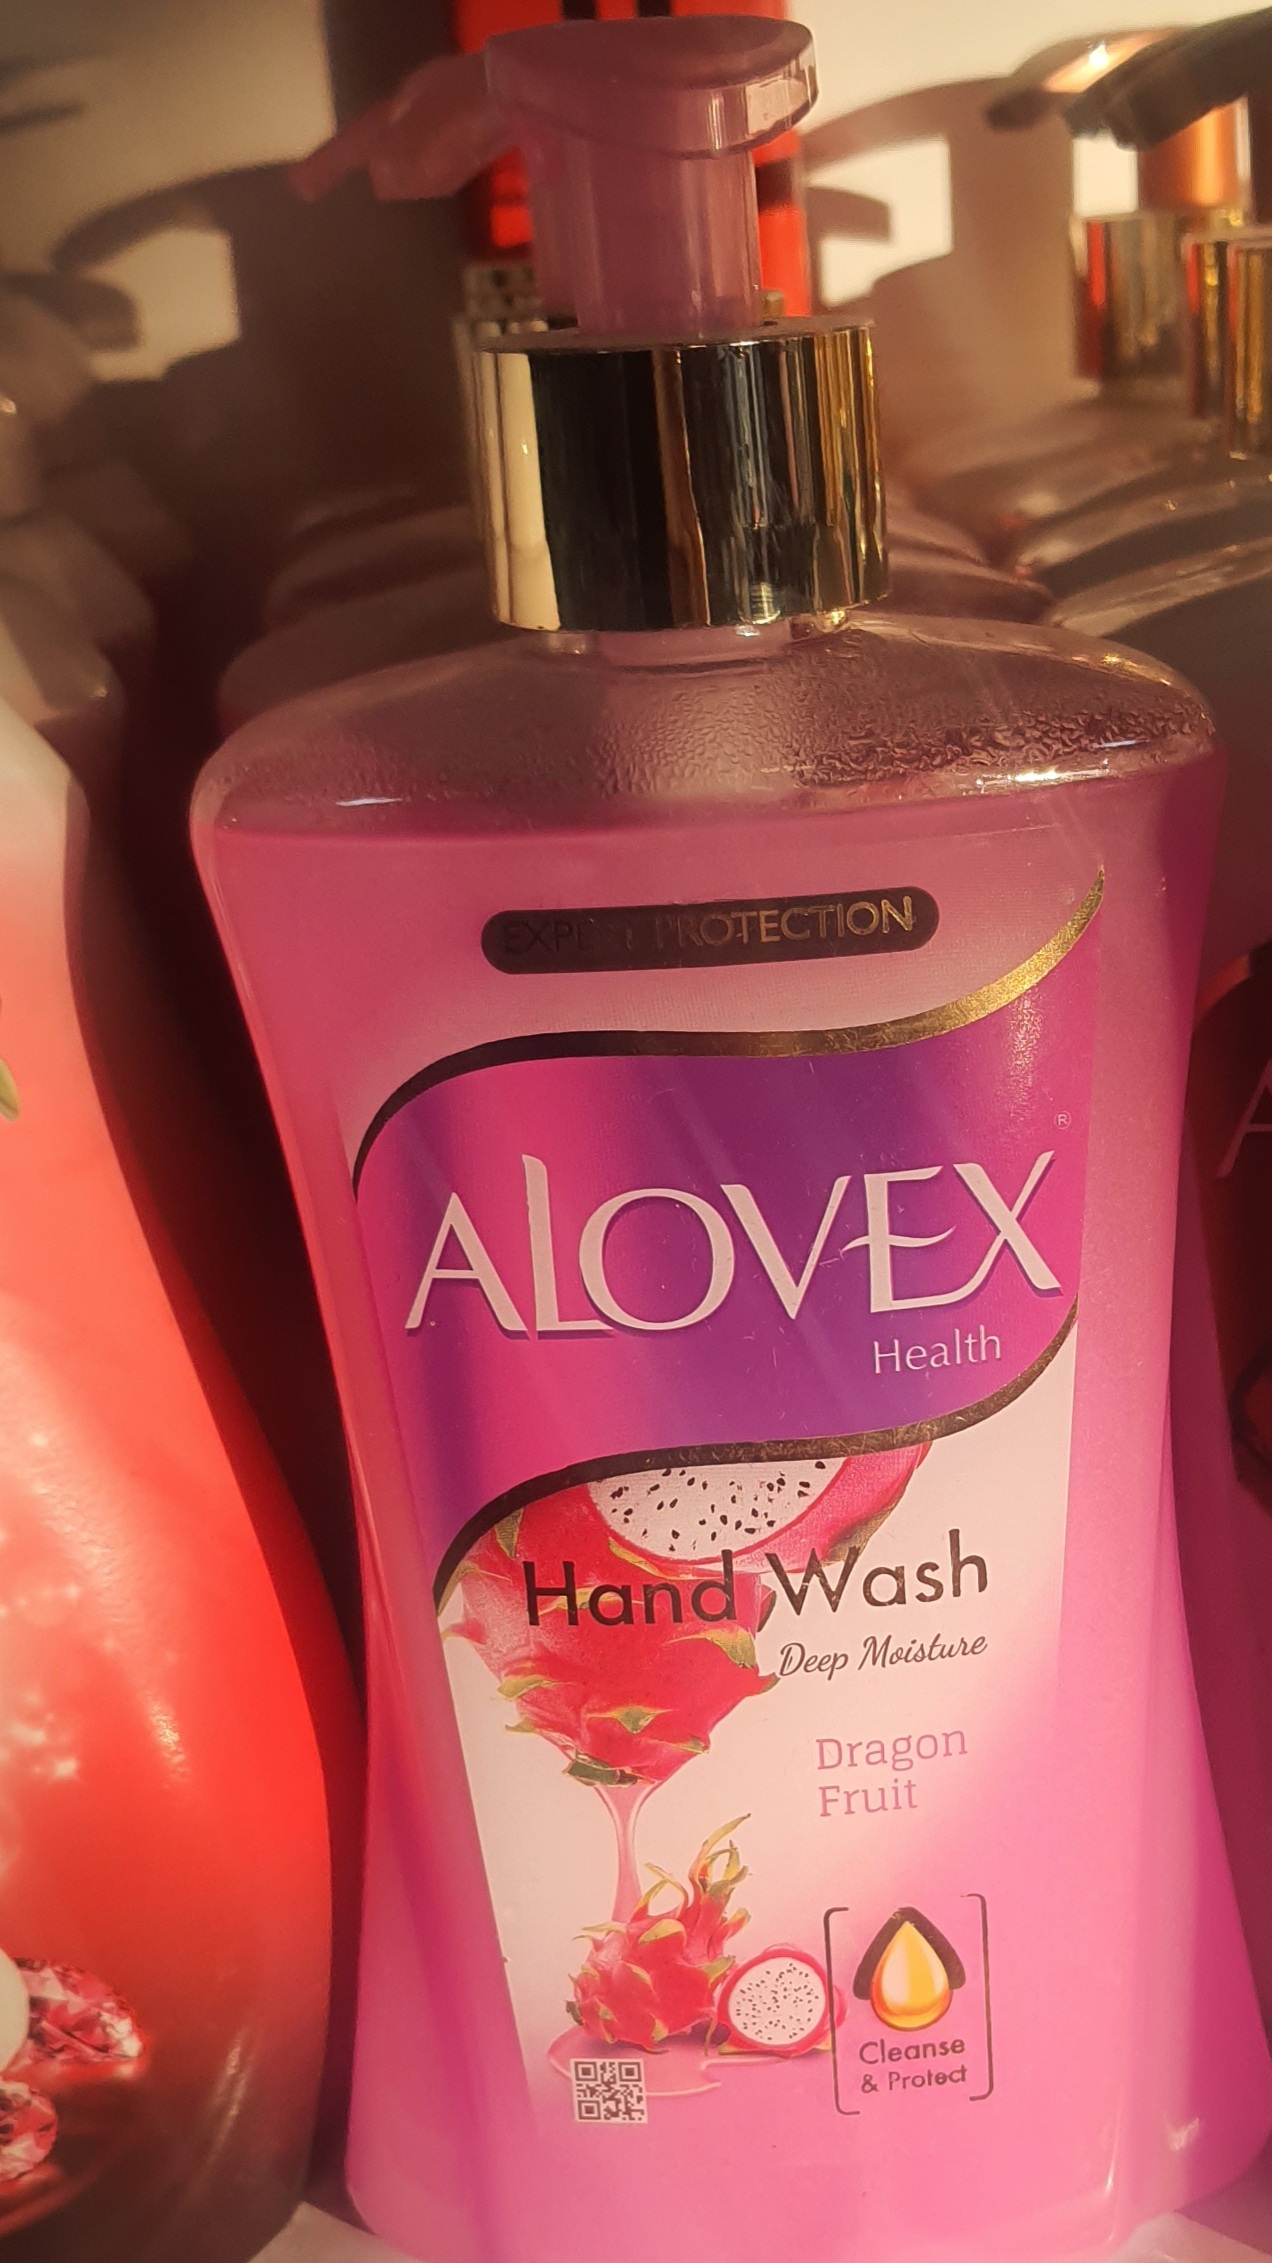 EXPERT PROTECTION
ALOVEX
®
Health
Hand Wash
Deep Moisture
Dragon
Fruit
Cleanse
& Protect